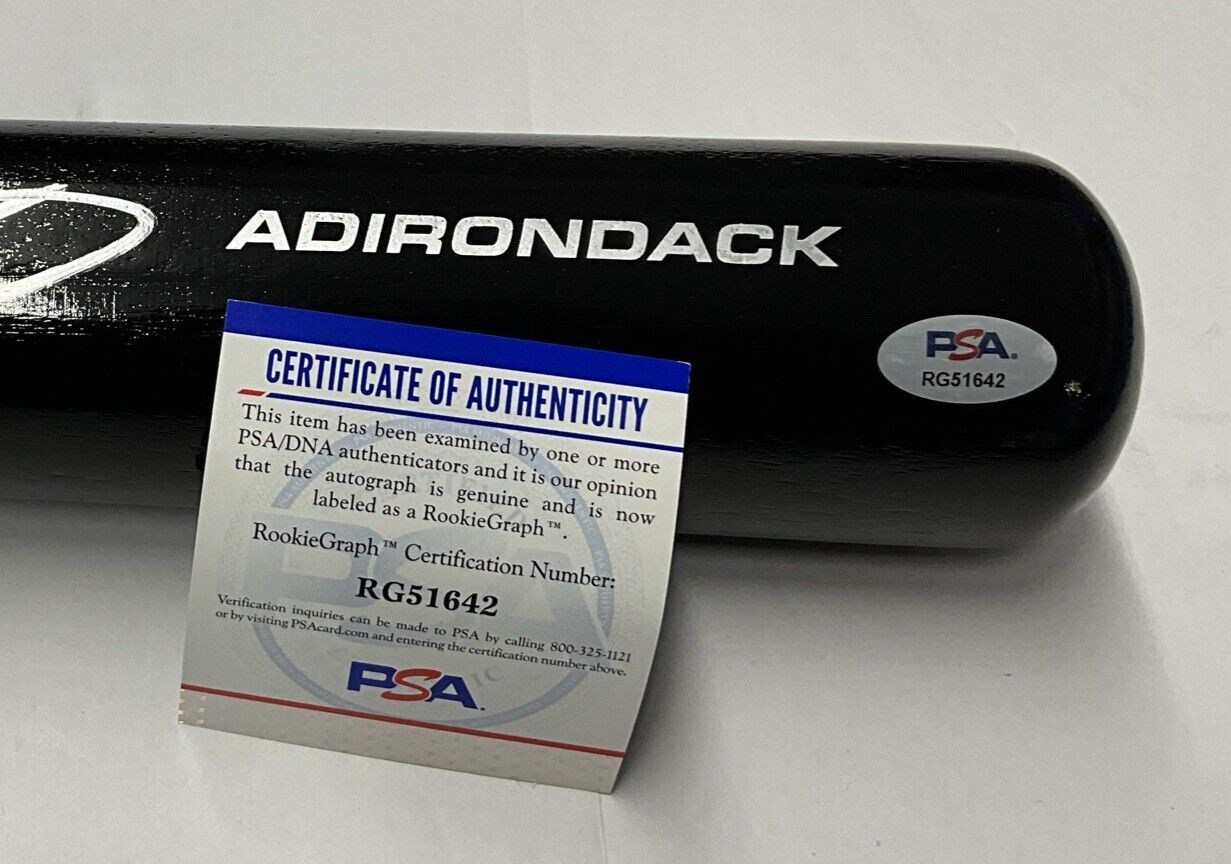 ADIRONDACK
PSA
RG51642
CERTIFICATE OF AUTHENTICITY
This item has been examined by one or more
PSA/DNA authenticators and it is our opinion
that the autograph is genuine and is now
labeled as a RookieGraph™.
RookieGraph™ Certification Number:
RG51642
Verification inquiries can be made to PSA by calling 800-325-1121
or by visiting PSAcard.com and entering the certification number above.
PSA